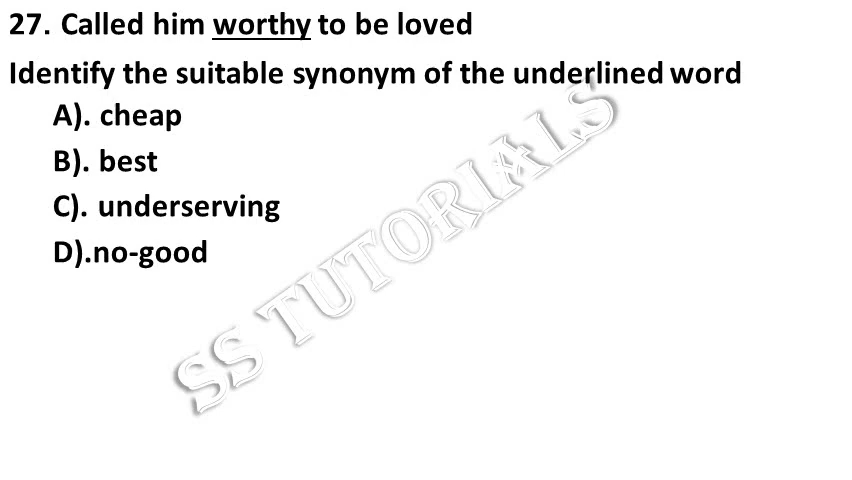 27. Called him worthy to be loved
Identify the suitable synonym of the underlined word
A). cheap
B). best
C). underserving
D).no-good
SS TUTORIALS